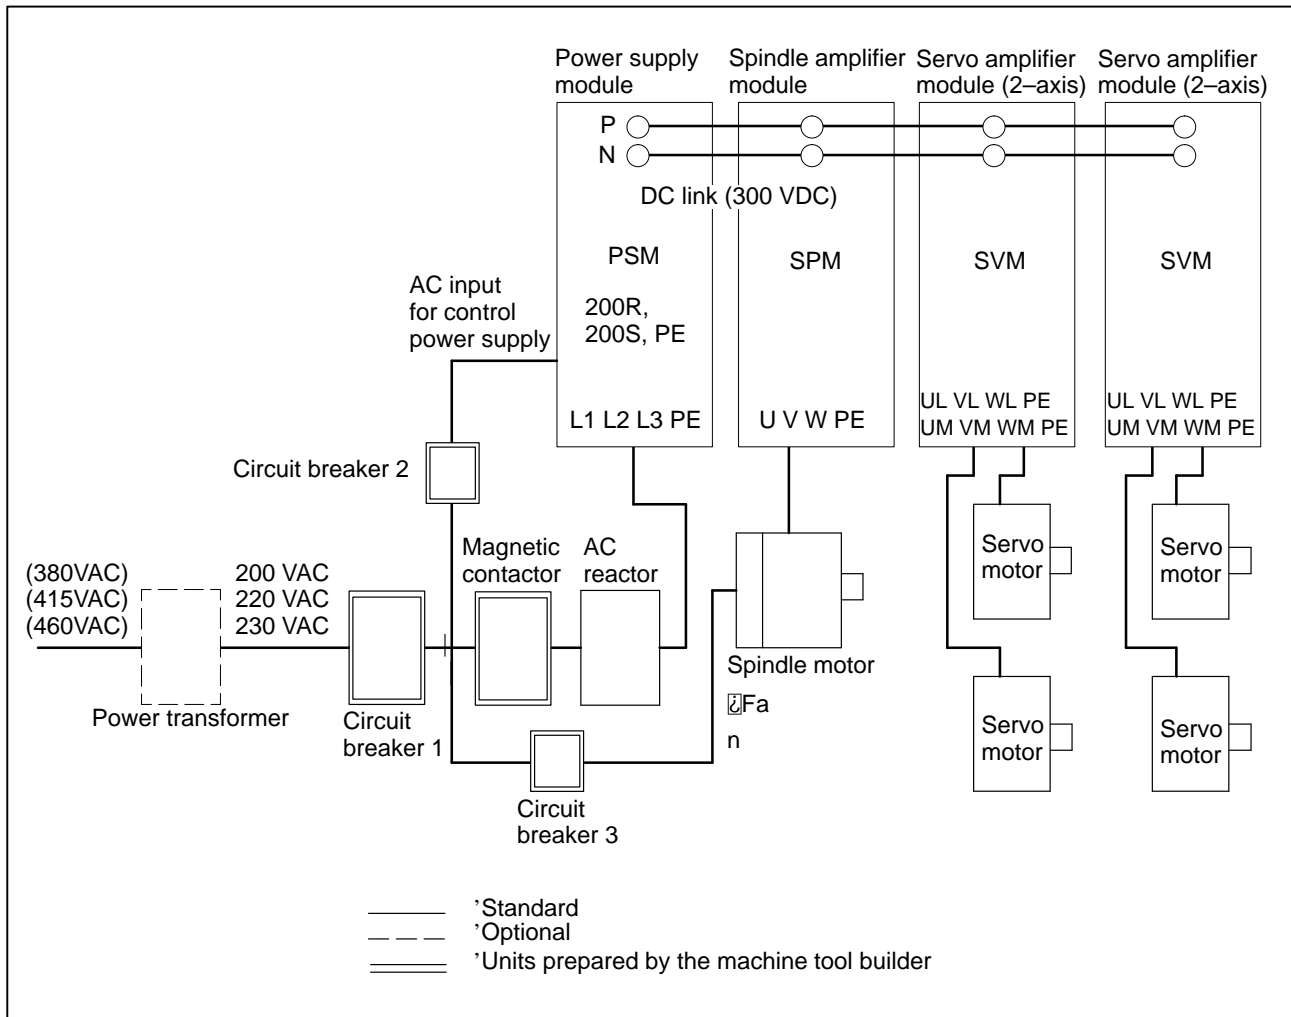 Power supply
module
Spindle amplifier
module
Servo amplifier
module (2–axis)
Servo amplifier
module (2–axis)
P
N
DC link (300 VDC)
PSM
SPM
SVM
SVM
AC input
for control
power supply
200R,
200S, PE
L1 L2 L3 PE
U V W PE
UL VL WL PE
UM VM WM PE
UL VL WL PE
UM VM WM PE
Circuit breaker 2
(380VAC)
(415VAC)
(460VAC)
200 VAC
220 VAC
230 VAC
Magnetic
contactor
AC
reactor
Servo
motor
Servo
motor
Power transformer
Circuit
breaker 1
Spindle motor
¿Fa
n
Servo
motor
Servo
motor
Circuit
breaker 3
’Standard
’Optional
’Units prepared by the machine tool builder